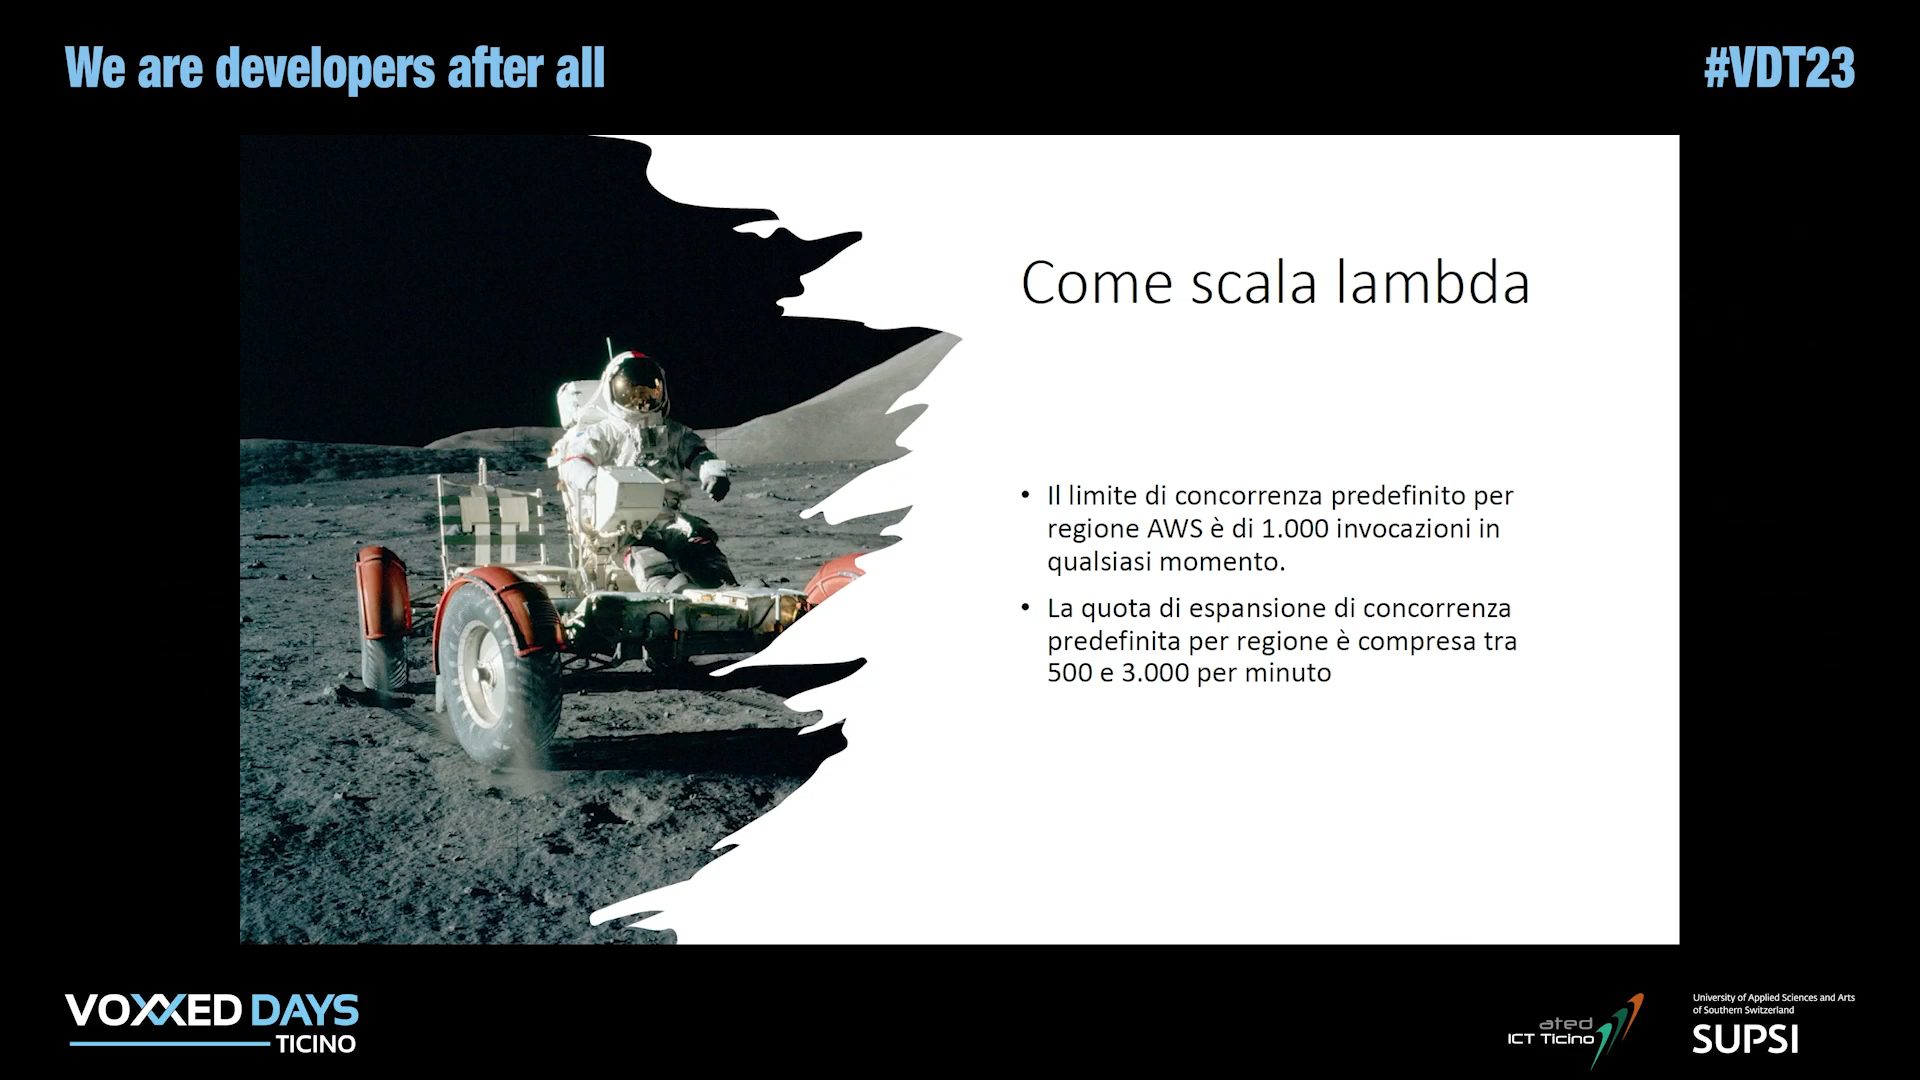 We are developers after all
#VDT23
Come scala lambda
• Il limite di concorrenza predefinito per
regione AWS è di 1.000 invocazioni in
qualsiasi momento.
• La quota di espansione di concorrenza
predefinita per regione è compresa tra
500 e 3.000 per minuto
VOXXED DAYS
TICINO
ated
ICT Ticino
University of Applied Sciences and Arts
of Southern Switzerland
SUPSI